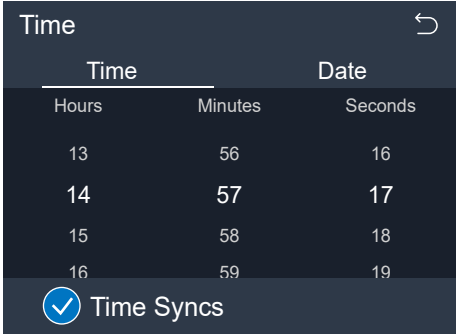 Time
Time Date
Hours Minutes Seconds
13 56 16
14 57 17
15 58 18
16 59 19
Time Syncs